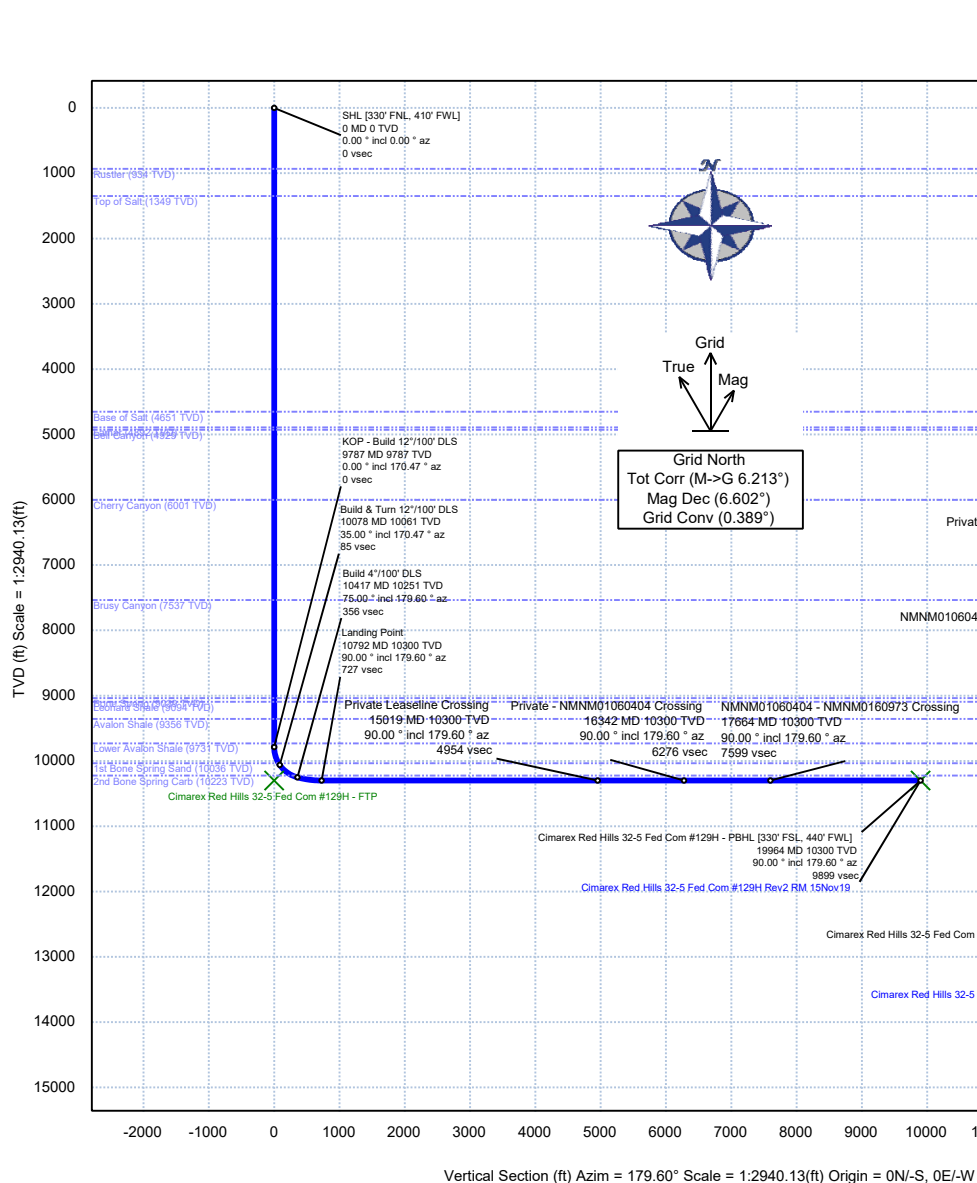 0
1000
2000
3000
4000
5000
6000
7000
8000
9000
10000
11000
12000
13000
14000
15000
TVD (ft) Scale = 1:2940.13(ft)
SHL [330' FNL, 410' FWL]
0 MD 0 TVD
0.00 ° incl 0.00 ° az
0 vsec
Rustler (934 TVD)
Top of Salt (1349 TVD)
N
Grid
True
Mag
Grid North
Tot Corr (M->G 6.213°)
Mag Dec (6.602°)
Grid Conv (0.389°)
Base of Salt (4651 TVD)
Bell Canyon (4929 TVD)
KOP - Build 12°/100' DLS
9787 MD 9787 TVD
0.00 ° incl 170.47 ° az
0 vsec
Cherry Canyon (6001 TVD)
Build & Turn 12°/100' DLS
10078 MD 10061 TVD
35.00 ° incl 170.47 ° az
85 vsec
Privat
Build 4°/100' DLS
10417 MD 10251 TVD
75.00 ° incl 179.60 ° az
356 vsec
Brusy Canyon (7537 TVD)
NMNM010604
Landing Point
10792 MD 10300 TVD
90.00 ° incl 179.60 ° az
727 vsec
Leonard Shale (9094 TVD)
Avalon Shale (9356 TVD)
Lower Avalon Shale (9731 TVD)
1st Bone Spring Sand (10036 TVD)
2nd Bone Spring Carb (10223 TVD)
Private Leaseline Crossing
15019 MD 10300 TVD
90.00 ° incl 179.60 ° az
4954 vsec
Private - NMNM01060404 Crossing
16342 MD 10300 TVD
90.00 ° incl 179.60 ° az
6276 vsec
NMNM01060404 - NMNM0160973 Crossing
17664 MD 10300 TVD
90.00 ° incl 179.60 ° az
7599 vsec
Cimarex Red Hills 32-5 Fed Com #129H - FTP
Cimarex Red Hills 32-5 Fed Com #129H - PBHL [330' FSL, 440' FWL]
19964 MD 10300 TVD
90.00 ° incl 179.60 ° az
9899 vsec
Cimarex Red Hills 32-5 Fed Com #129H Rev2 RM 15Nov19
Cimarex Red Hills 32-5 Fed Com
Cimarex Red Hills 32-5
-2000 -1000 0 1000 2000 3000 4000 5000 6000 7000 8000 9000 10000 1
Vertical Section (ft) Azim = 179.60° Scale = 1:2940.13(ft) Origin = 0N/-S, 0E/-W